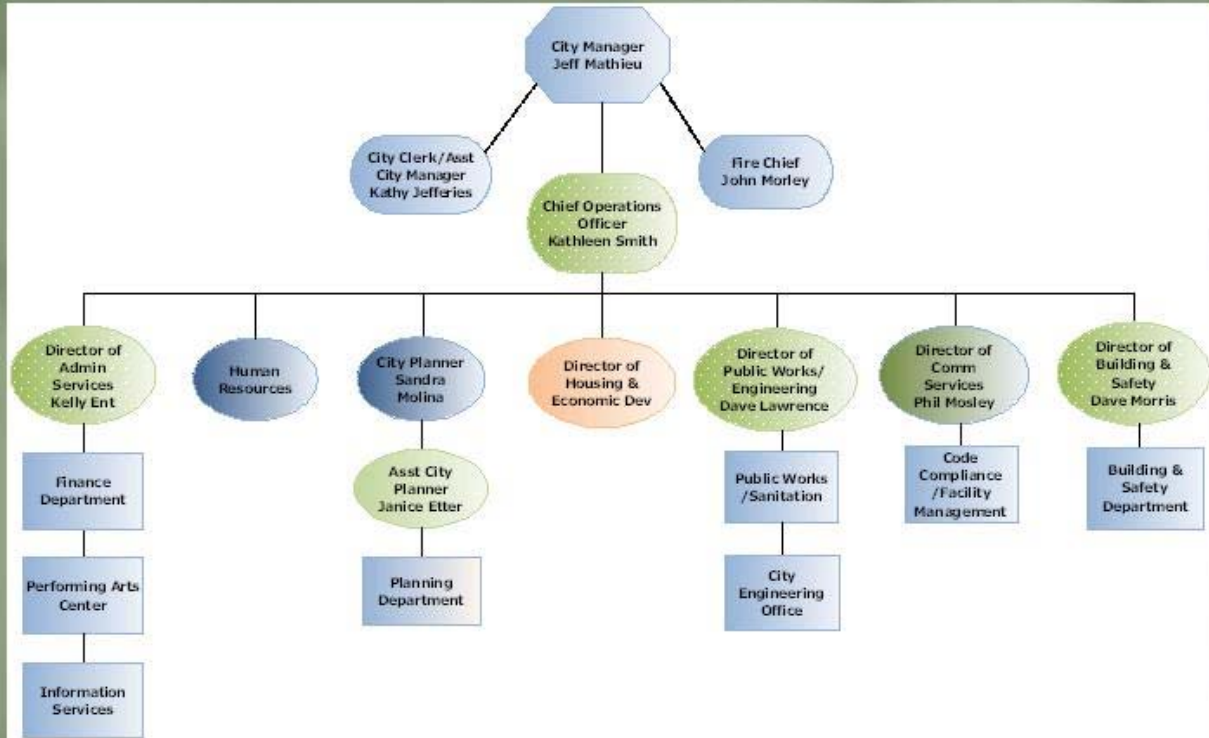 City Manager
Jeff Mathieu
City Clerk/Asst
City Manager
Kathy Jefferies
Fire Chief
John Morley
Chief Operations
Officer
Kathleen Smith
Director of
Admin
Services
Kelly Ent
Human
Resources
City Planner
Sandra
Molina
Director of
Housing &
Economic Dev
Director of
Public Works/
Engineering
Dave Lawrence
Director of
Comm
Services
Phil Mosley
Director of
Building &
Safety
Dave Morris
Finance
Department
Asst City
Planner
Janice Etter
Public Works
/Sanitation
Code
Compliance
/Facility
Management
Building &
Safety
Department
Performing Arts
Center
Planning
Department
City
Engineering
Office
Information
Services